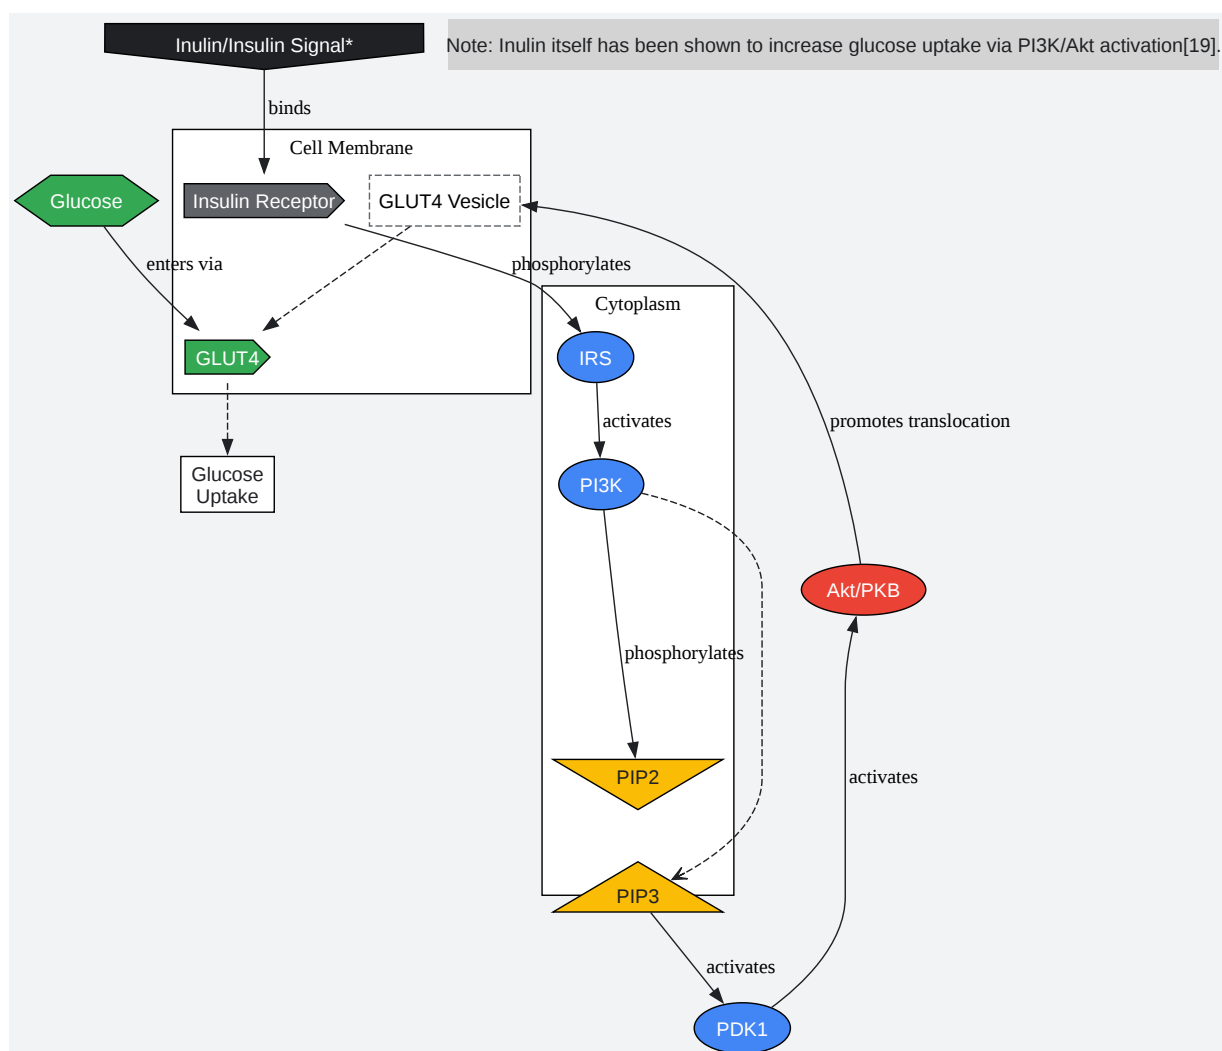 Inulin/Insulin Signal*
Note: Inulin itself has been shown to increase glucose uptake via PI3K/Akt activation[19].
binds
Cell Membrane
Glucose
Insulin Receptor
GLUT4 Vesicle
enters via
phosphorylates
Cytoplasm
GLUT4
IRS
activates
promotes translocation
Glucose
Uptake
PI3K
Akt/PKB
phosphorylates
PIP2
activates
PIP3
activates
PDK1